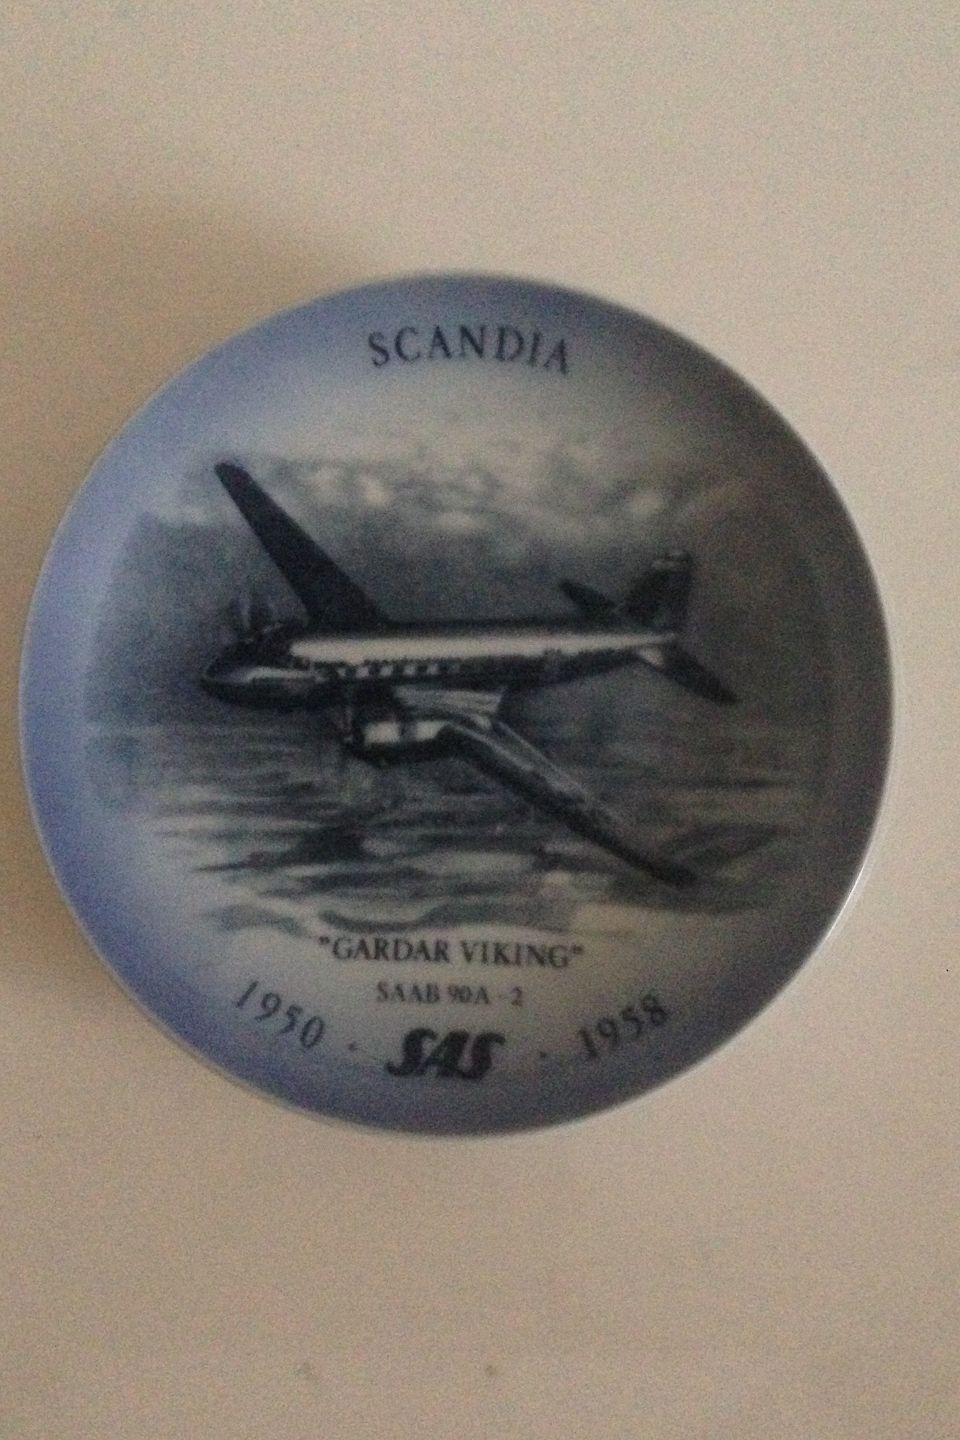 SCANDIA
"GARDAR VIKING"
SAAB 90A-2
1950 · SAS · 1958